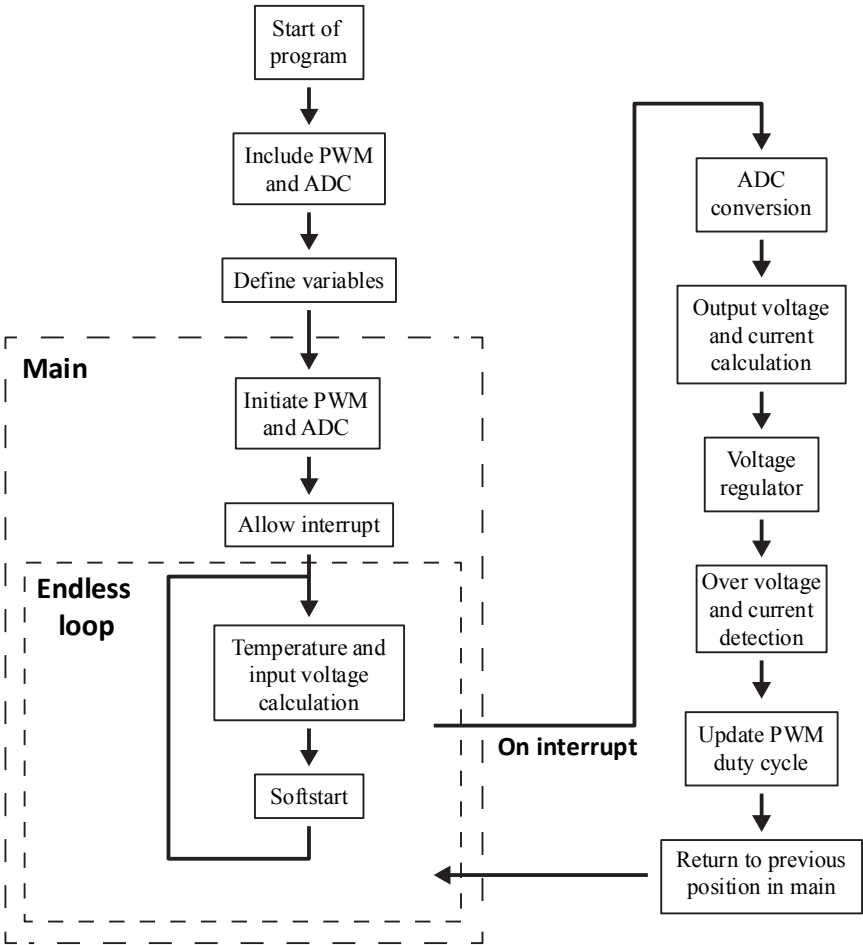 Start of
program
Include PWM
and ADC
Define variables
Main
Initiate PWM
and ADC
Allow interrupt
Endless
loop
Temperature and
input voltage
calculation
Softstart
On interrupt
ADC
conversion
Output voltage
and current
calculation
Voltage
regulator
Over voltage
and current
detection
Update PWM
duty cycle
Return to previous
position in main